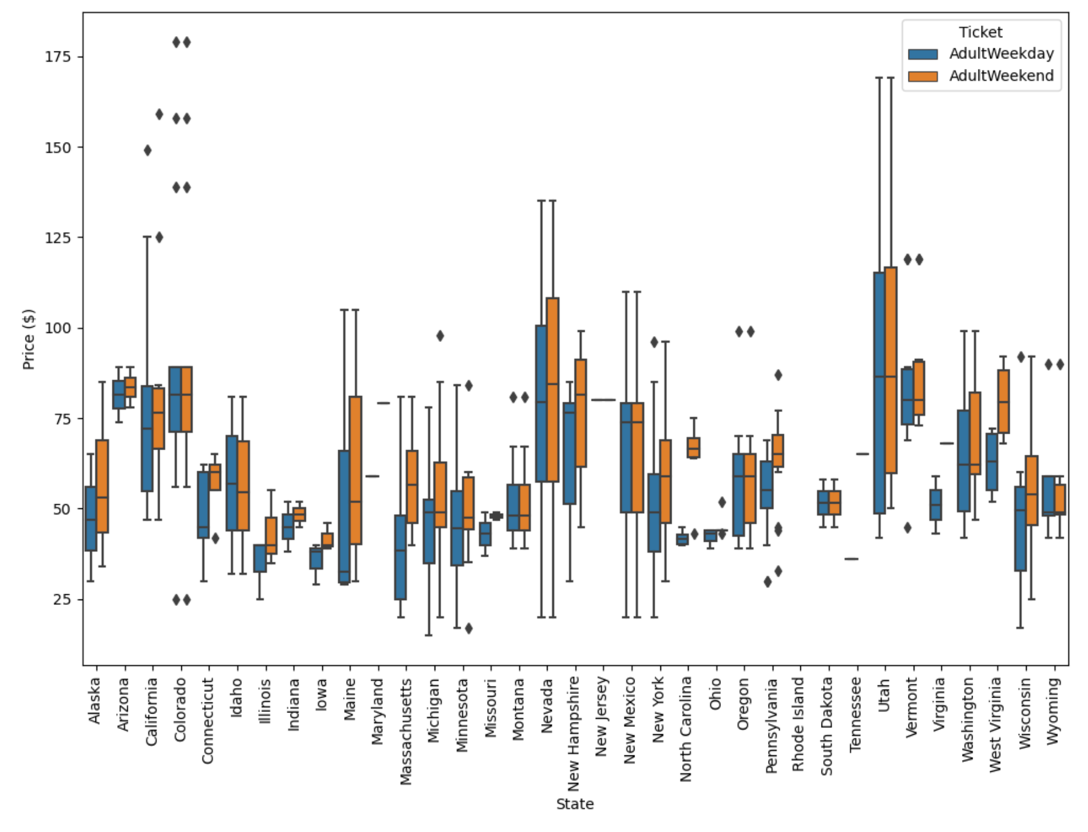 Ticket
AdultWeekday
AdultWeekend
175
150
125
100
75
50
25
Price ($)
Alaska
Arizona
California
Colorado
Connecticut
Idaho
Illinois
Indiana
Iowa
Maine
Maryland
Massachusetts
Michigan
Minnesota
Missouri
Montana
Nevada
New Hampshire
New Jersey
New Mexico
New York
North Carolina
Ohio
Oregon
Pennsylvania
Rhode Island
South Dakota
Tennessee
Utah
Vermont
Virginia
Washington
West Virginia
Wisconsin
Wyoming
State